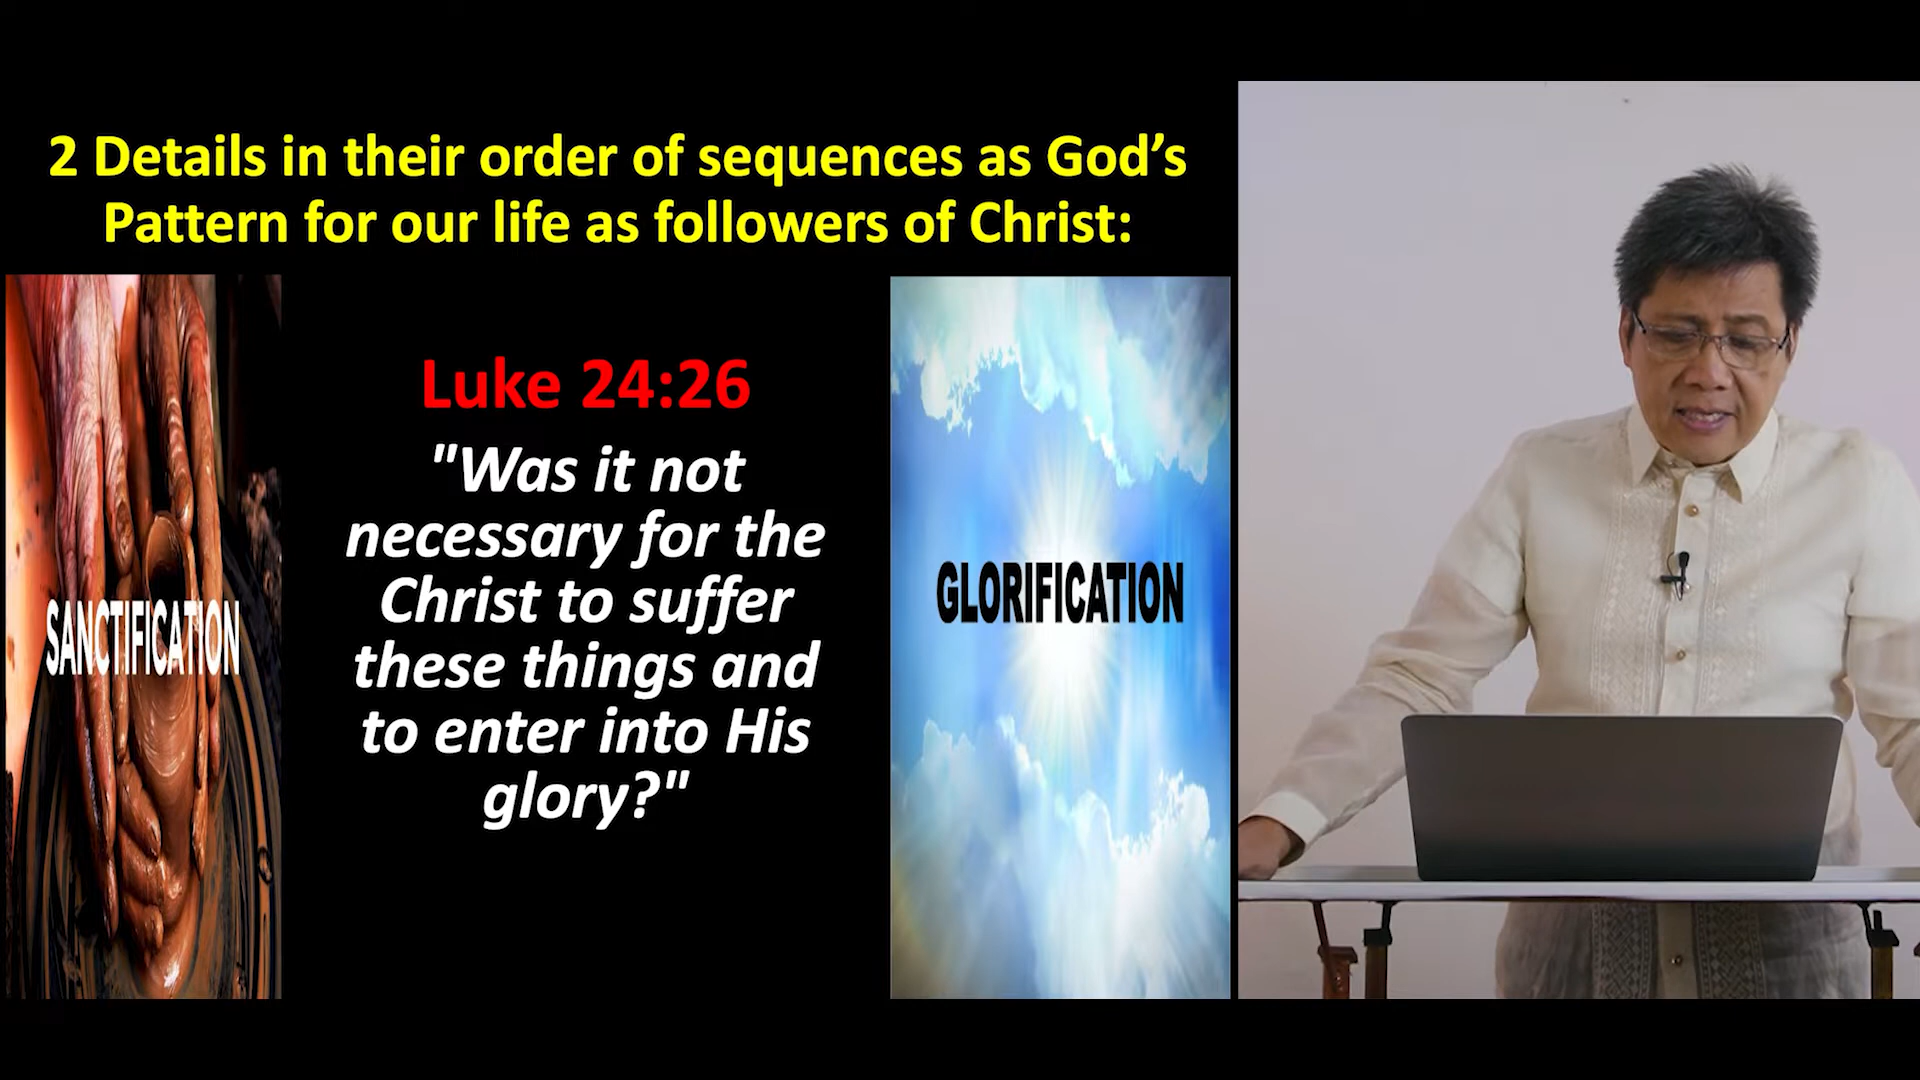 2 Details in their order of sequences as God’s
Pattern for our life as followers of Christ:
SANCTIFICATION
Luke 24:26
"Was it not
necessary for the
Christ to suffer
these things and
to enter into His
glory?"
GLORIFICATION